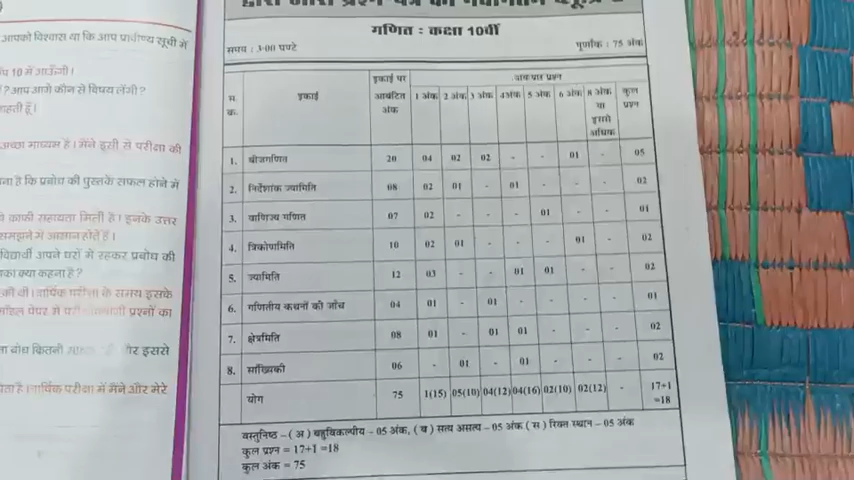 आपको विश्वास था कि आप प्रावीण्य सूची में
प 10 में आऊँगी।
? आप आगे कौन से विषय लेंगी ?
हती हूँ।
अच्छा माध्यम है। मैंने इसी से परीक्षा की
ना है कि प्रबोध की पुस्तकें सफल होने में
काफी सहायता मिली है। इनके उत्तर
समझने में आसान होते हैं।
विद्यार्थी अपने घरों में रहकर प्रबोध की
का क्या कहना है ?
की थी। वार्षिक परीक्षा के समय इसके
प्रश्नों का
बोध कितनी और इससे
वार्षिक परीक्षा में मैंने और मेरे
गणित : कक्षा 10वीं
समय : 3.00 घण्टे पूर्णांक : 75 अंक
स. क्र. इकाई इकाई पर आबंटित अंक अंकवार प्रश्न कुल प्रश्न
1 अंक 2 अंक 3 अंक 4अंक 5 अंक 6 अंक 8 अंक या इससे अधिक
1. बीजगणित 20 04 02 02 - - 01 - 05
2. निर्देशांक ज्यामिति 08 02 01 - 01 - - - 02
3. वाणिज्य गणित 07 02 - - - 01 - - 01
4. त्रिकोणमिति 10 02 01 - - - 01 - 02
5. ज्यामिति 12 03 - - 01 01 - - 02
6. गणितीय कथनों की जाँच 04 01 - 01 - - - - 01
7. क्षेत्रमिति 08 01 - 01 01 - - - 02
8. सांख्यिकी 06 - 01 - 01 - - - 02
योग 75 1(15) 05(10) 04(12) 04(16) 02(10) 02(12) - 17+1 =18
वस्तुनिष्ठ – ( अ ) बहुविकल्पीय – 05 अंक, ( ब ) सत्य असत्य – 05 अंक ( स ) रिक्त स्थान – 05 अंक
कुल प्रश्न = 17+1 =18
कुल अंक = 75